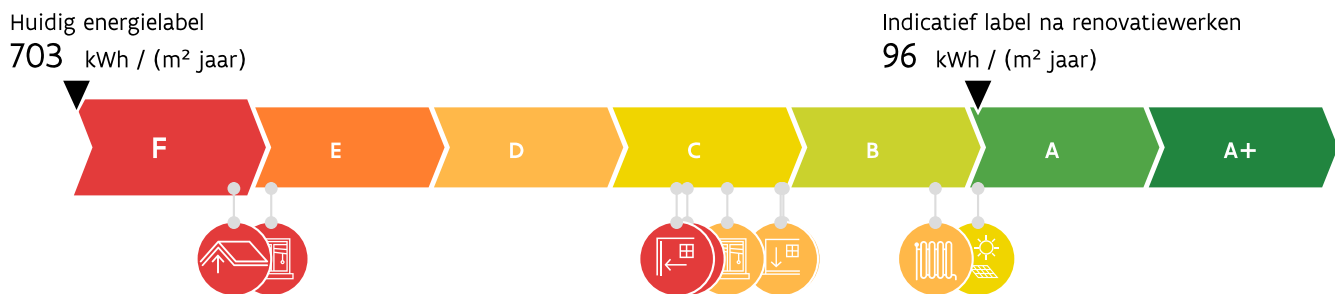 Huidig energielabel
703 kWh / (m² jaar)
Indicatief label na renovatiewerken
96 kWh / (m² jaar)
F E D C B A A+